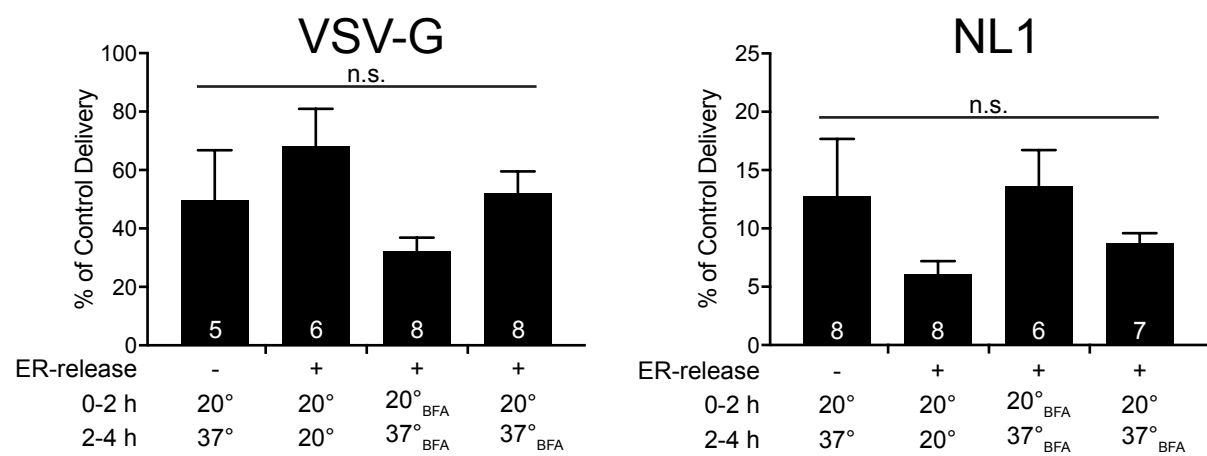 VSV-G
100
80
60
40
20
0
% of Control Delivery
n.s.
5 6 8 8
ER-release - + + +
0-2 h 20° 20° 20°BFA 20°
2-4 h 37° 20° 37°BFA 37°BFA
NL1
25
20
15
10
5
0
% of Control Delivery
n.s.
8 8 6 7
ER-release - + + +
0-2 h 20° 20° 20°BFA 20°
2-4 h 37° 20° 37°BFA 37°BFA